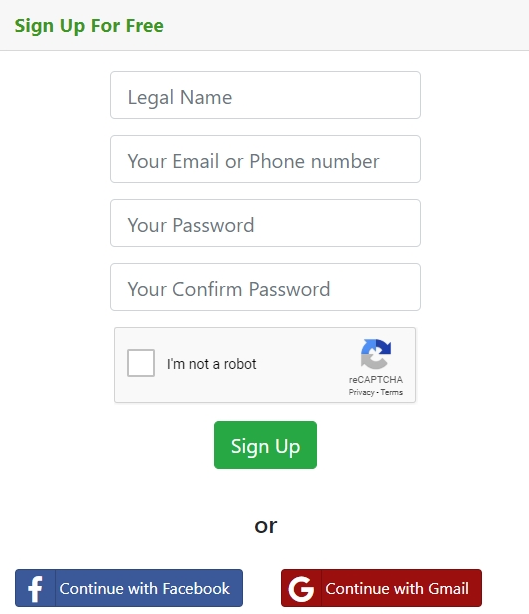 Sign Up For Free
Legal Name
Your Email or Phone number
Your Password
Your Confirm Password
I'm not a robot
reCAPTCHA
Privacy - Terms
Sign Up
or
Continue with Facebook
Continue with Gmail